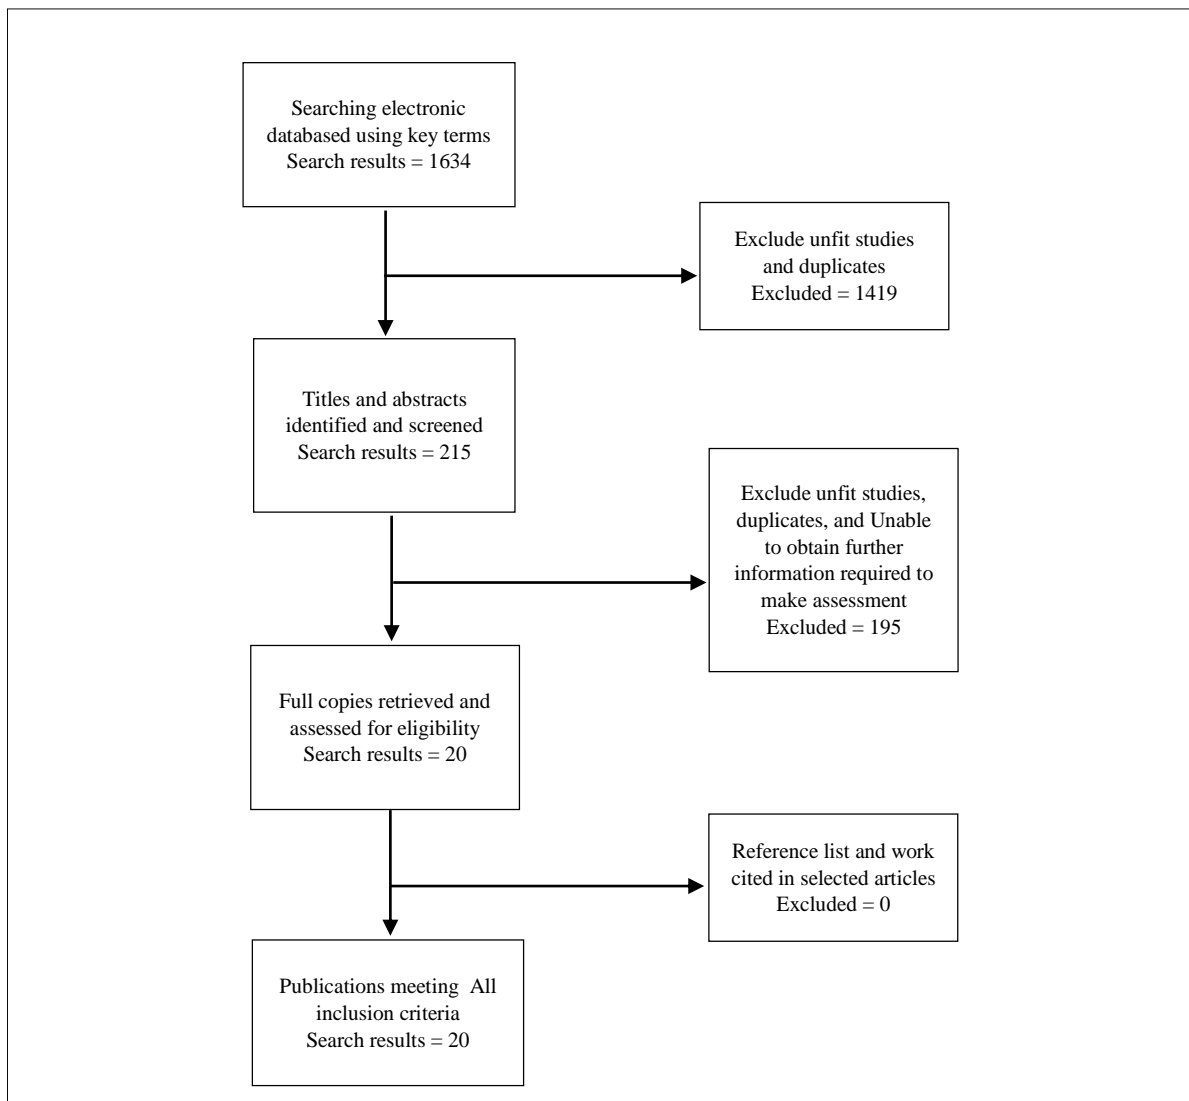 Searching electronic
databased using key terms
Search results = 1634
Exclude unfit studies
and duplicates
Excluded = 1419
Titles and abstracts
identified and screened
Search results = 215
Exclude unfit studies,
duplicates, and Unable
to obtain further
information required to
make assessment
Excluded = 195
Full copies retrieved and
assessed for eligibility
Search results = 20
Reference list and work
cited in selected articles
Excluded = 0
Publications meeting  All
inclusion criteria
Search results = 20